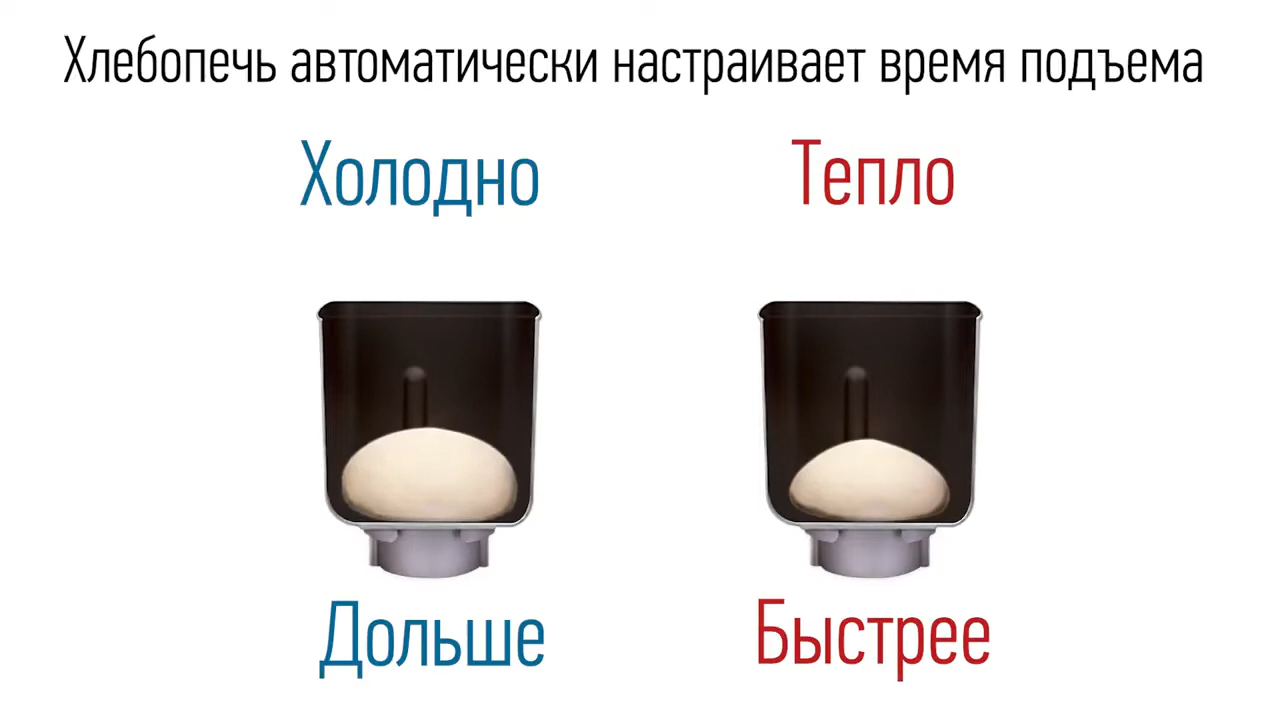 Хлебопечь автоматически настраивает время подъема
Холодно
Тепло
Дольше
Быстрее